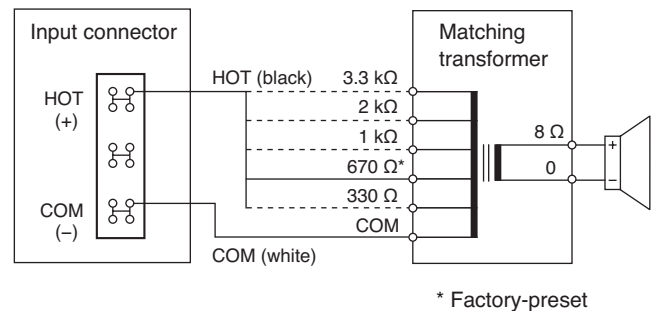 Input connector
Matching
transformer
HOT (black)
3.3 kΩ
HOT
(+)
2 kΩ
1 kΩ
8 Ω
+
670 Ω*
0
−
330 Ω
COM
(–)
COM
COM (white)
* Factory-preset